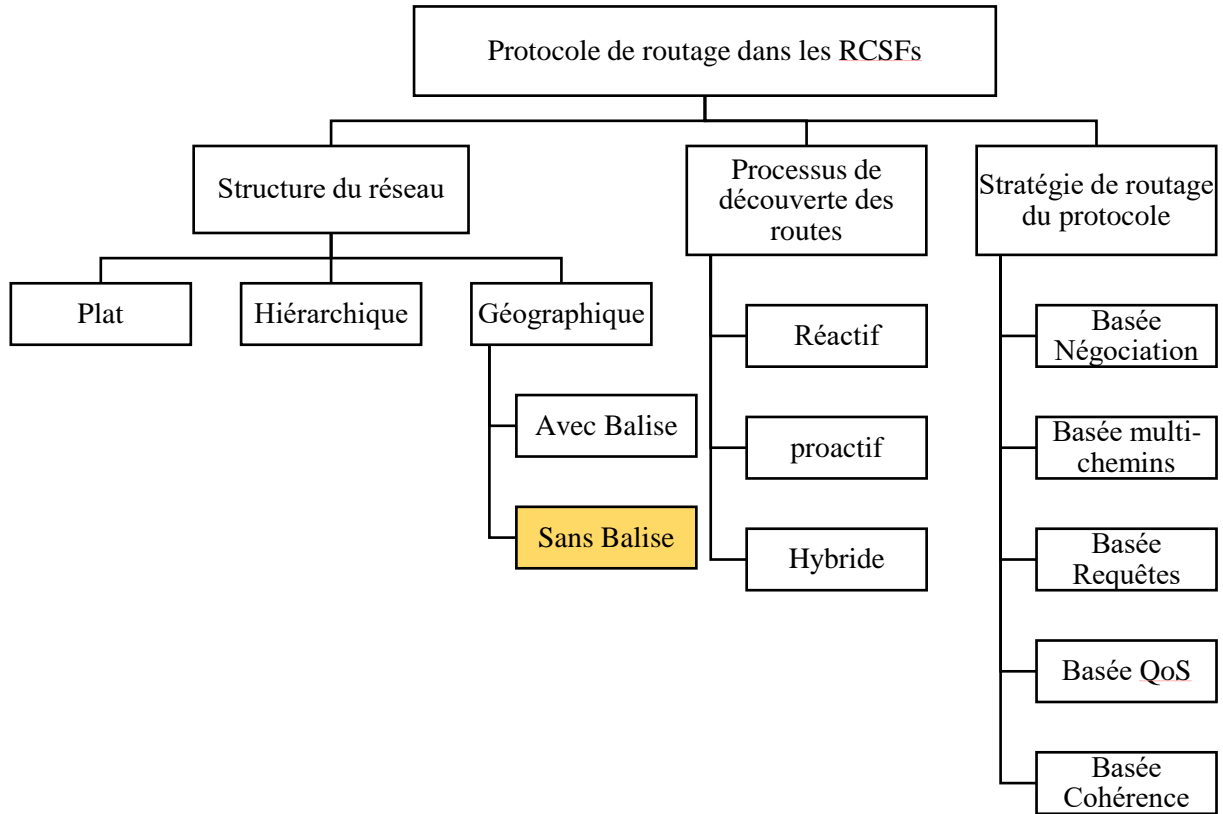 Protocole de routage dans les RCSFs
Structure du réseau
Processus de
découverte des
routes
Stratégie de routage
du protocole
Plat
Hiérarchique
Géographique
Avec Balise
Sans Balise
Réactif
proactif
Hybride
Basée
Négociation
Basée multi-
chemins
Basée
Requêtes
Basée QoS
Basée
Cohérence